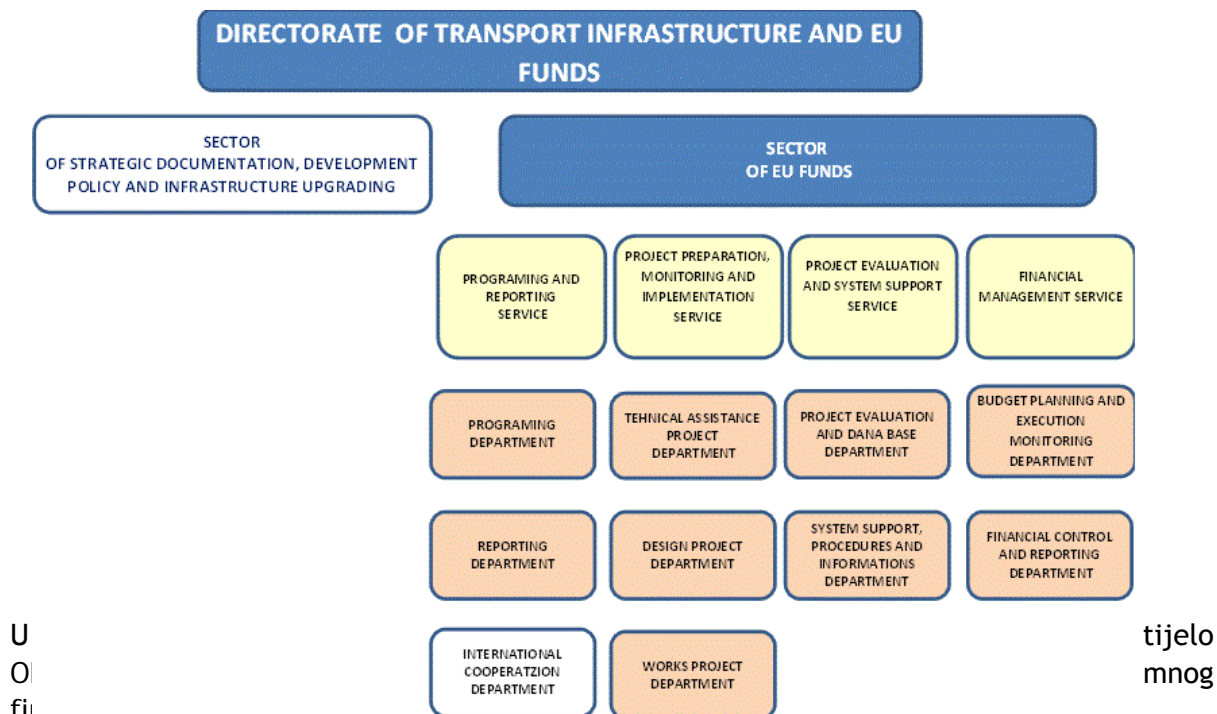 DIRECTORATE OF TRANSPORT INFRASTRUCTURE AND EU
FUNDS
SECTOR
OF STRATEGIC DOCUMENTATION, DEVELOPMENT
POLICY AND INFRASTRUCTURE UPGRADING
SECTOR
OF EU FUNDS
PROGRAMING AND
REPORTING
SERVICE
PROJECT PREPARATION,
MONITORING AND
IMPLEMENTATION
SERVICE
PROJECT EVALUATION
AND SYSTEM SUPPORT
SERVICE
FINANCIAL
MANAGEMENT SERVICE
PROGRAMING
DEPARTMENT
TEHNICAL ASSISTANCE
PROJECT
DEPARTMENT
PROJECT EVALUATION
AND DANA BASE
DEPARTMENT
BUDGET PLANNING AND
EXECUTION
MONITORING
DEPARTMENT
REPORTING
DEPARTMENT
DESIGN PROJECT
DEPARTMENT
SYSTEM SUPPORT,
PROCEDURES AND
INFORMATIONS
DEPARTMENT
FINANCIAL CONTROL
AND REPORTING
DEPARTMENT
INTERNATIONAL
COOPERATZION
DEPARTMENT
WORKS PROJECT
DEPARTMENT
U
tijelo
mnog